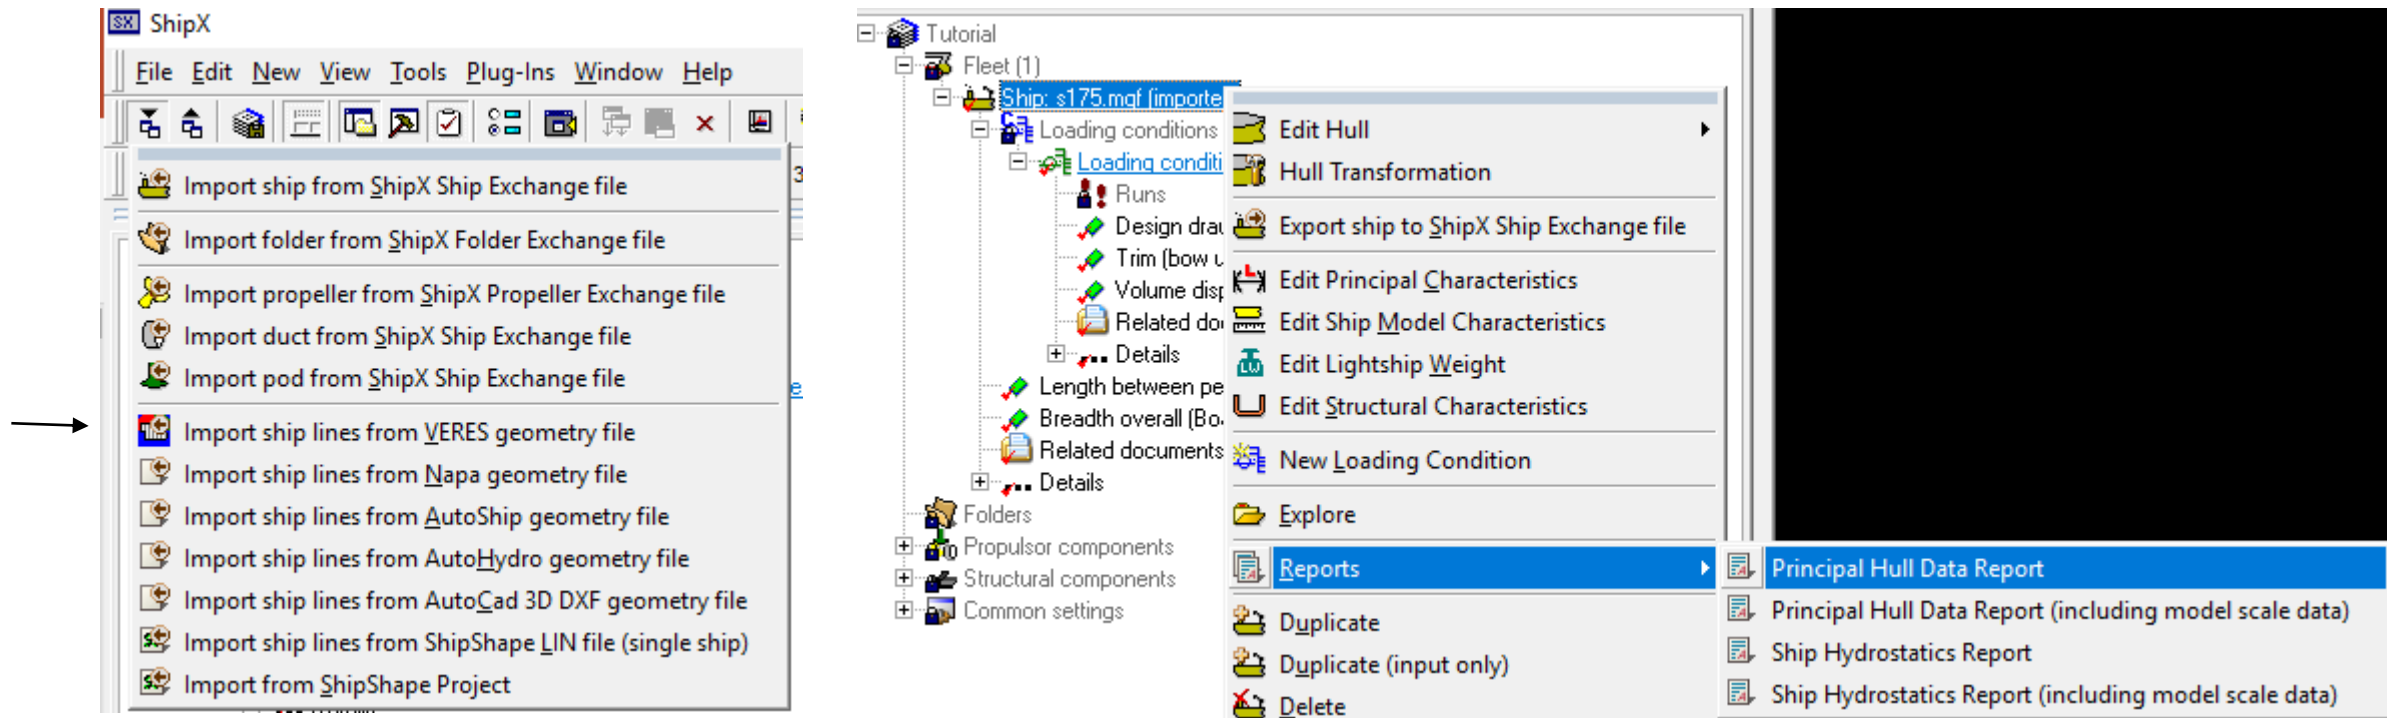 ShipX
File Edit New View Tools Plug-Ins Window Help
Import ship from ShipX Ship Exchange file
Import folder from ShipX Folder Exchange file
Import propeller from ShipX Propeller Exchange file
Import duct from ShipX Ship Exchange file
Import pod from ShipX Ship Exchange file
Import ship lines from VERES geometry file
Import ship lines from Napa geometry file
Import ship lines from AutoShip geometry file
Import ship lines from AutoHydro geometry file
Import ship lines from AutoCad 3D DXF geometry file
Import ship lines from ShipShape LIN file (single ship)
Import from ShipShape Project
Tutorial
Fleet (1)
Ship: s175.mgf (importe
Loading conditions
Loading conditi
Runs
Design drau
Trim (bow u
Volume disp
Related do
Details
Length between pe
Breadth overall (Bo
Related documents
Details
Folders
Propulsor components
Structural components
Common settings
Edit Hull
Hull Transformation
Export ship to ShipX Ship Exchange file
Edit Principal Characteristics
Edit Ship Model Characteristics
Edit Lightship Weight
Edit Structural Characteristics
New Loading Condition
Explore
Reports
Duplicate
Duplicate (input only)
Delete
Principal Hull Data Report
Principal Hull Data Report (including model scale data)
Ship Hydrostatics Report
Ship Hydrostatics Report (including model scale data)